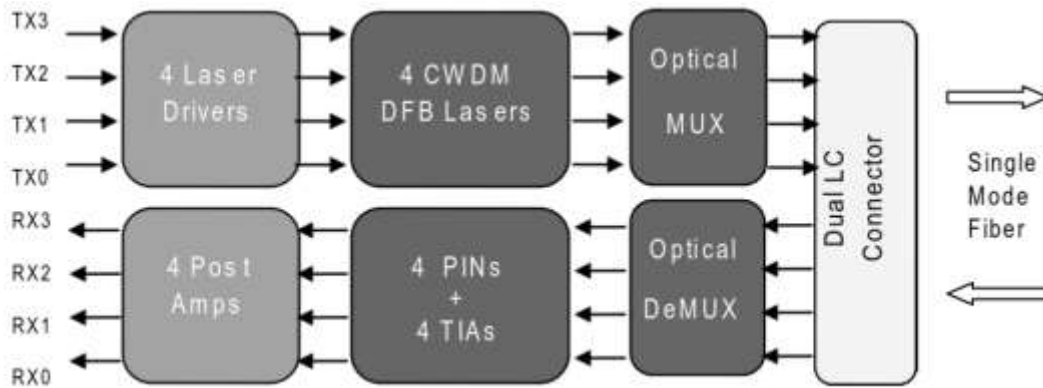 TX3
TX2
TX1
TX0
4 Laser
Drivers
4 CWDM
DFB Lasers
Optical
MUX
RX3
RX2
RX1
RX0
4 Post
Amps
4 PINs
+
4 TIAs
Optical
DeMUX
Dual LC
Connector
Single
Mode
Fiber